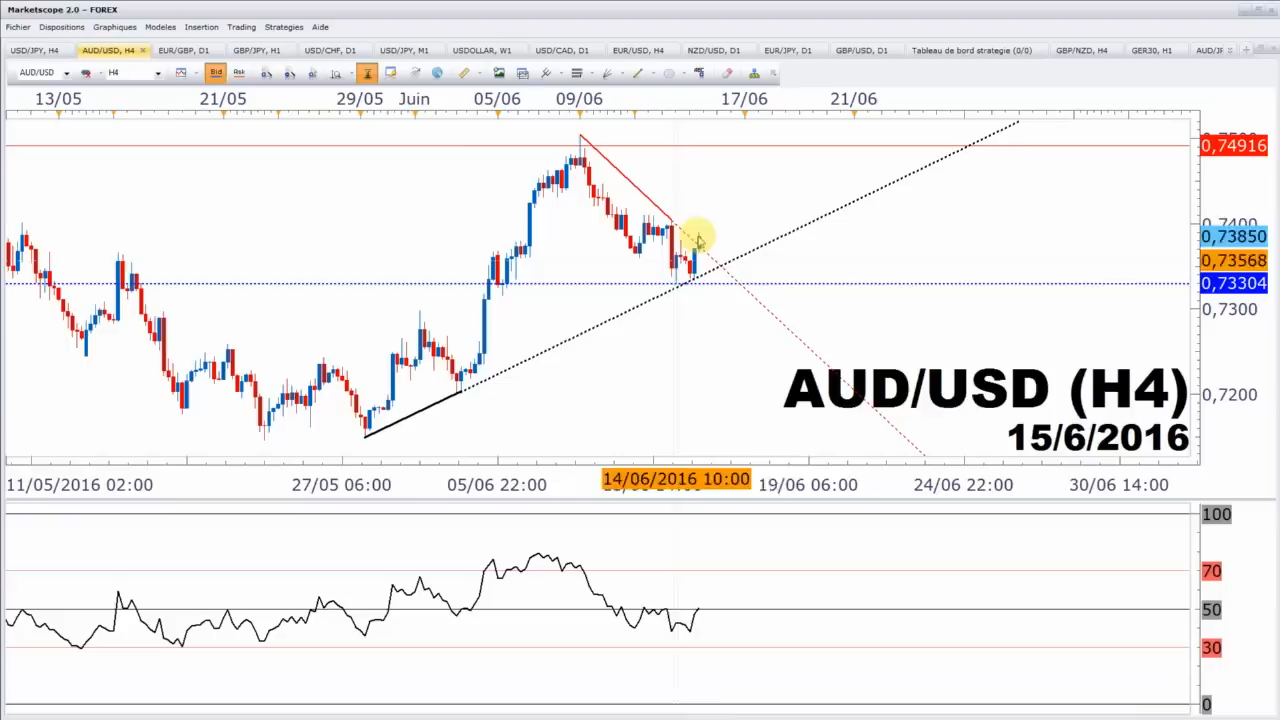 Marketscope 2.0 – FOREX
Fichier Dispositions Graphiques Modeles Insertion Trading Strategies Aide
USD/JPY, H4 AUD/USD, H4 EUR/GBP, D1 GBP/JPY, H1 USD/CHF, D1 USD/JPY, M1 USDOLLAR, W1 USD/CAD, D1 EUR/USD, H4 NZD/USD, D1 EUR/JPY, D1 GBP/USD, D1 Tableau de bord strategie (0/0) GBP/NZD, H4 GER30, H1
AUD/USD H4 Bid Ask
13/05 21/05 29/05 Juin 05/06 09/06 17/06 21/06
0,74916
0,7400
0,73850
0,73568
0,73304
0,7300
0,7200
AUD/USD (H4)
15/6/2016
11/05/2016 02:00 27/05 06:00 05/06 22:00 14/06/2016 10:00 19/06 06:00 24/06 22:00 30/06 14:00
100
70
50
30
0